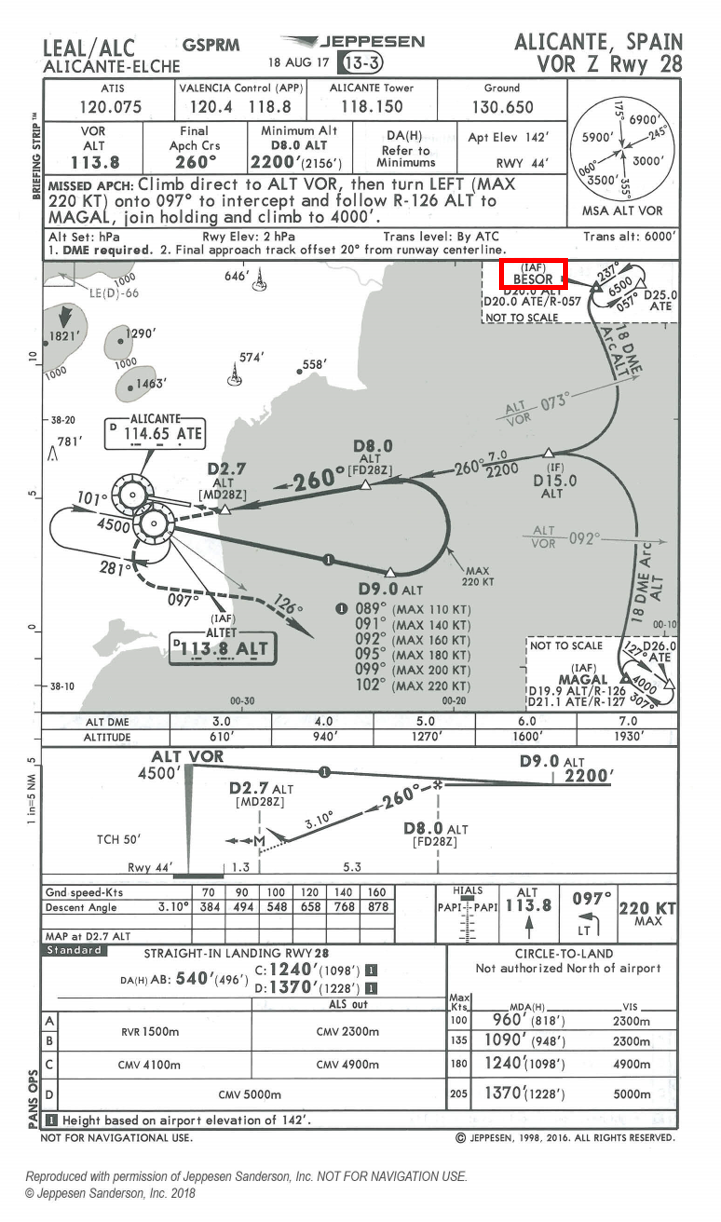 LEAL/ALC GSPRM JEPPESEN ALICANTE, SPAIN
ALICANTE-ELCHE 18 AUG 17 13-3 VOR Z Rwy 28
BRIEFING STRIP™
ATIS VALENCIA Control (APP) ALICANTE Tower Ground
120.075 120.4 118.8 118.150 130.650
VOR Final Minimum Alt DA(H) Apt Elev 142'
ALT Apch Crs D8.0 ALT Refer to
113.8 260° 2200'(2156') Minimums RWY 44'
175° 6900'
5900' 245°
060° 3000'
3500' 355°
MSA ALT VOR
MISSED APCH: Climb direct to ALT VOR, then turn LEFT (MAX
220 KT) onto 097° to intercept and follow R-126 ALT to
MAGAL, join holding and climb to 4000'.
Alt Set: hPa Rwy Elev: 2 hPa Trans level: By ATC Trans alt: 6000'
1. DME required. 2. Final approach track offset 20° from runway centerline.
1000
LE(D)-66
646'
(IAF)
BESOR
D20.0 ALT
D20.0 ATE/R-057
NOT TO SCALE
237°
6500
057°
D25.0
ATE
1821'
1000
1290'
1000
1463'
574'
558'
18 DME
Arc ALT
10
38-20
781'
ALT
VOR
073°
ALICANTE
D 114.65 ATE
D2.7
ALT
[MD28Z]
260°
D8.0
ALT
[FD28Z]
260° 7.0
2200
(IF)
D15.0
ALT
5
101°
4500
281°
097°
126°
(IAF)
ALTET
D 113.8 ALT
1
MAX
220 KT
ALT
VOR
092°
18 DME Arc
ALT
D9.0 ALT
1 089° (MAX 110 KT)
091° (MAX 140 KT)
092° (MAX 160 KT)
095° (MAX 180 KT)
099° (MAX 200 KT)
102° (MAX 220 KT)
0
38-10
00-30
00-20
00-10
NOT TO SCALE
(IAF)
MAGAL
D19.9 ALT/R-126
D21.1 ATE/R-127
127°
4000
307°
D26.0
ATE
ALT DME 3.0 4.0 5.0 6.0 7.0
ALTITUDE 610' 940' 1270' 1600' 1930'
1 in=5 NM 5
ALT VOR
4500'
1
D9.0 ALT
2200'
D2.7 ALT
[MD28Z]
260°
3.10°
D8.0 ALT
[FD28Z]
TCH 50'
M
Rwy 44' 1.3 5.3
Gnd speed-Kts 70 90 100 120 140 160
Descent Angle 3.10° 384 494 548 658 768 878
MAP at D2.7 ALT
HIALS
PAPI PAPI
ALT
113.8
097°
LT
220 KT
MAX
Standard STRAIGHT-IN LANDING RWY 28 CIRCLE-TO-LAND
Not authorized North of airport
DA(H) AB: 540'(496') C: 1240'(1098') 1
D: 1370'(1228') 1
ALS out
Max
Kts MDA(H) VIS
A 100 960' (818') 2300m
RVR 1500m CMV 2300m
B 135 1090' (948') 2300m
C CMV 4100m CMV 4900m 180 1240'(1098') 4900m
D CMV 5000m 205 1370'(1228') 5000m
PANS OPS
1 Height based on airport elevation of 142'.
NOT FOR NAVIGATIONAL USE. © JEPPESEN, 1998, 2016. ALL RIGHTS RESERVED.
Reproduced with permission of Jeppesen Sanderson, Inc. NOT FOR NAVIGATION USE.
© Jeppesen Sanderson, Inc. 2018